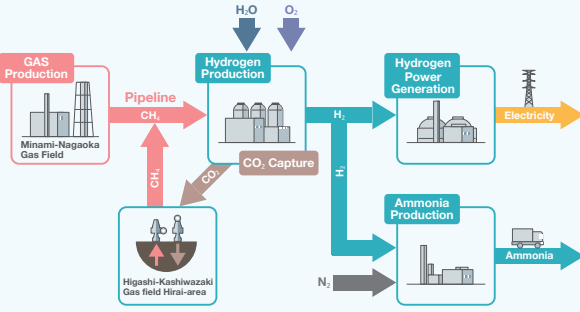 H₂O
O₂
GAS
Production
Minami-Nagaoka
Gas Field
Pipeline
CH₄
CH₄
Hydrogen
Production
CO₂ Capture
CO₂
Higashi-Kashiwazaki
Gas field Hirai-area
H₂
H₂
Hydrogen
Power
Generation
Electricity
Ammonia
Production
N₂
Ammonia